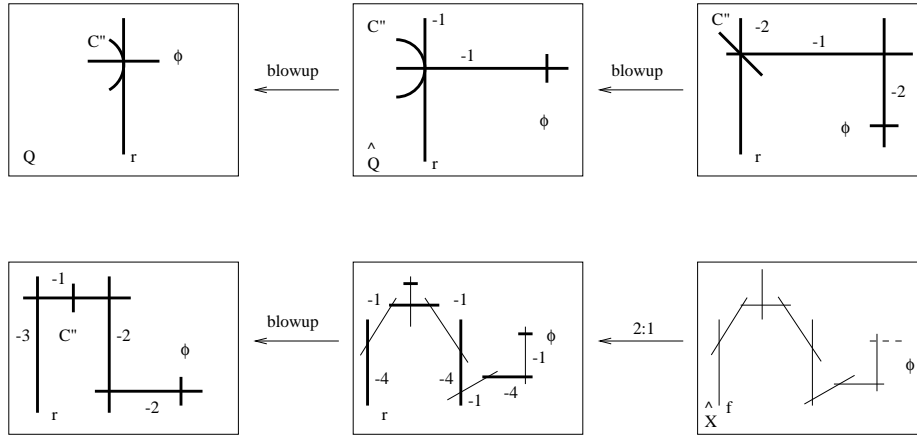 C" ϕ
Q r
blowup
C" -1
-1
ϕ
^
Q r
blowup
C" -2
-1
-2
ϕ
r
-1
-3 C" -2
ϕ
-2
r
blowup
-1 -1
ϕ
-1
-4 -4 -4
-1
r
2:1
ϕ
^
X f